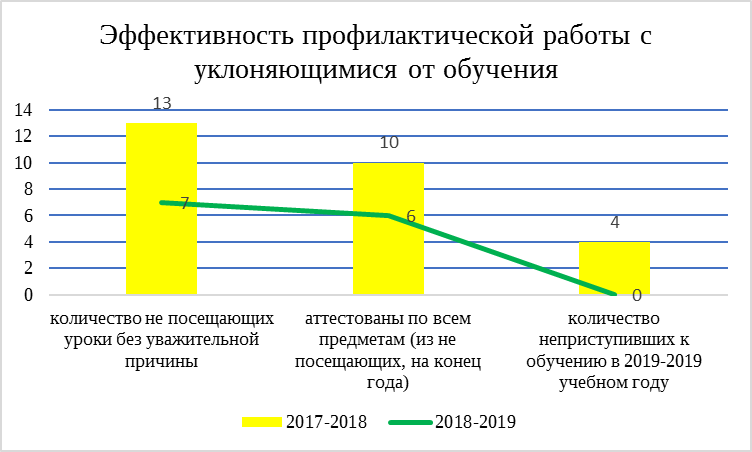 Эффективность профилактической работы с
уклоняющимися от обучения
14
12
10
8
6
4
2
0
13
10
4
7
6
0
количество не посещающих
уроки без уважительной
причины
аттестованы по всем
предметам (из не
посещающих, на конец
года)
количество
неприступивших к
обучению в 2019-2019
учебном году
2017-2018
2018-2019